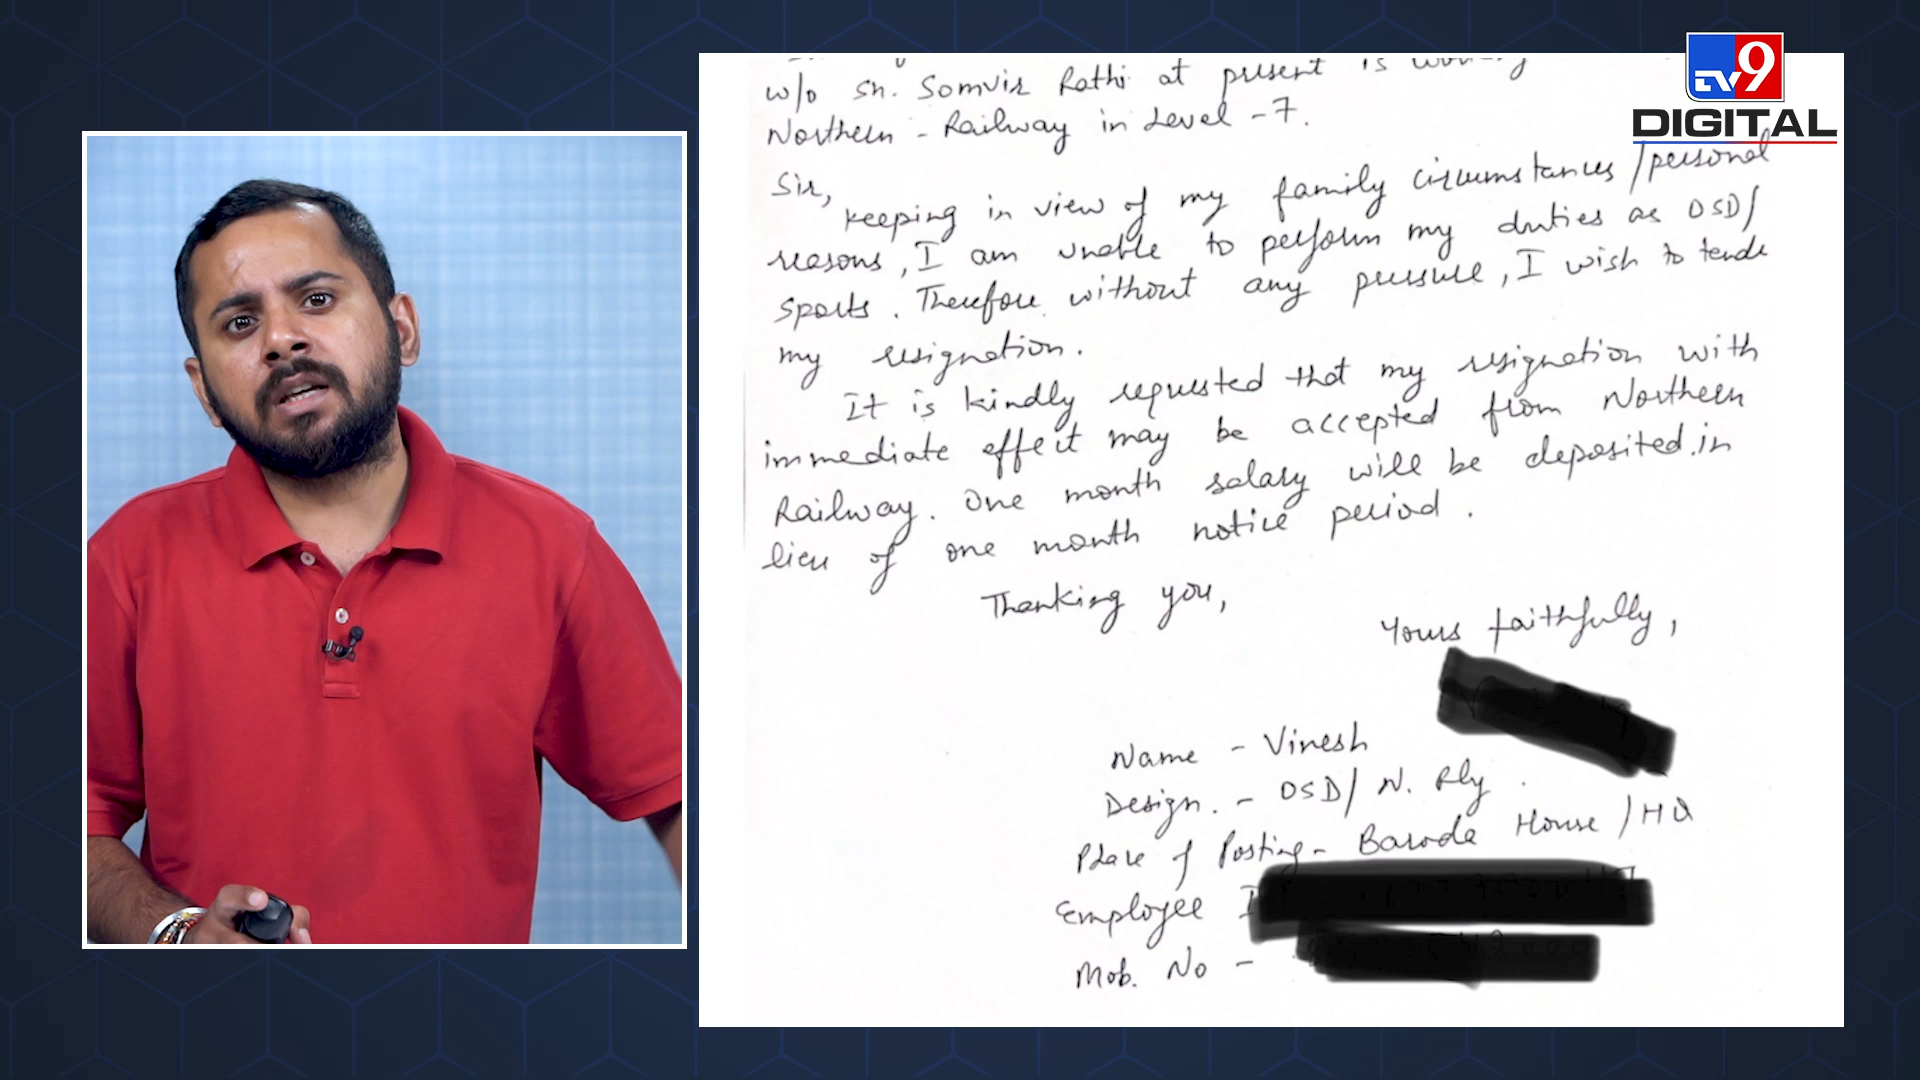 TV9
DIGITAL
w/o Sh. Somvir Rathi at present is
Northern - Railway in Level - 7.
Sir,
Keeping in view of my family circumstances / personal
reasons, I am unable to perform my duties as OSD/
sports. Therefore without any pressure, I wish to tende
my resignation.
It is kindly requested that my resignation with
immediate effect may be accepted from Northern
Railway. One month salary will be deposited in
lieu of one month notice period.
Thanking you,
Yours faithfully,
Name - Vinesh
Design. - OSD/ N. Rly.
Place of Posting - Baroda House / HQ
Employee
Mob. No -